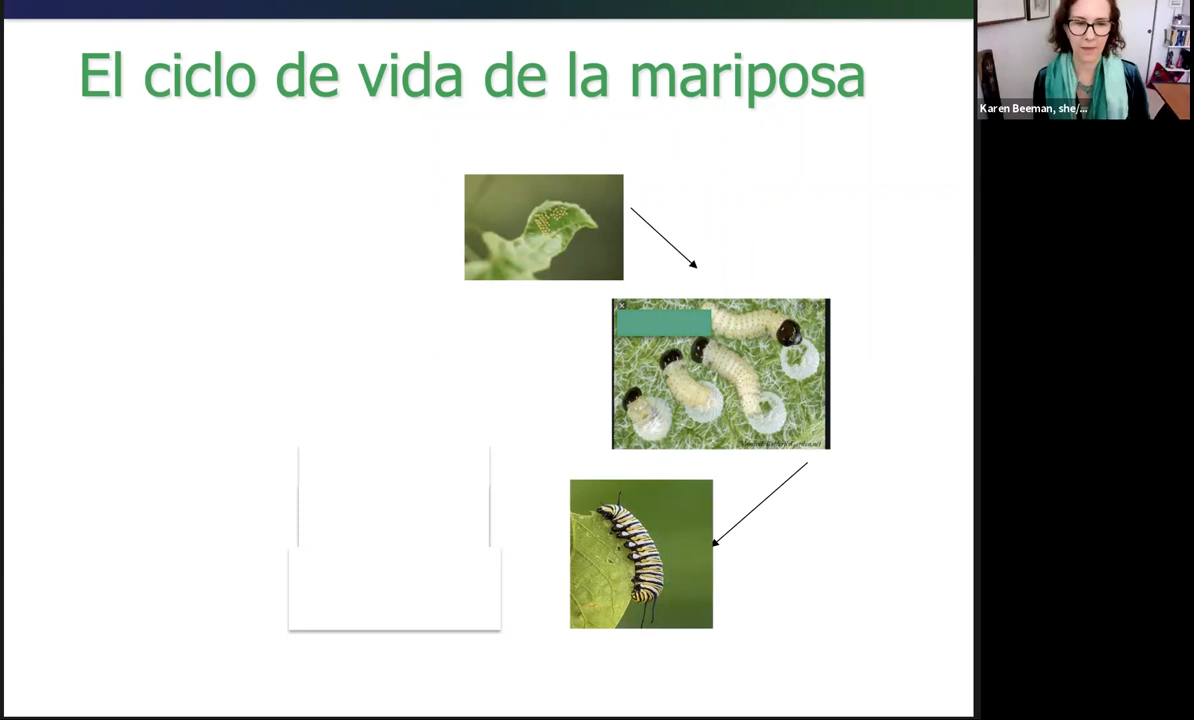 El ciclo de vida de la mariposa
Karen Beeman, she/...